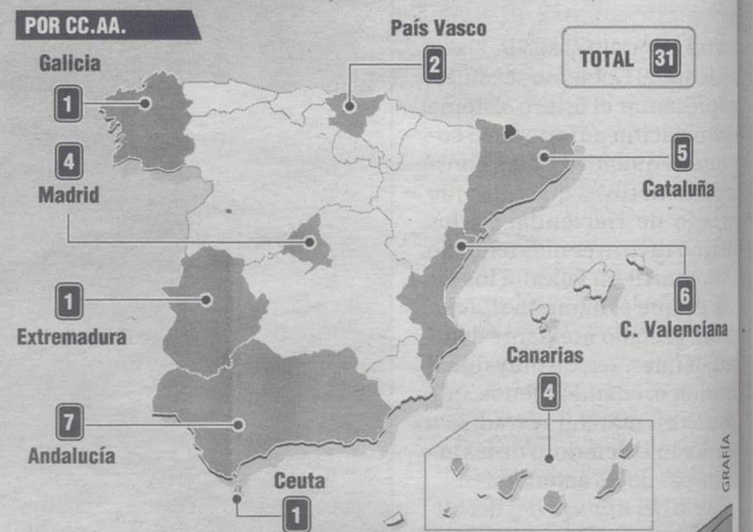 POR CC.AA.
País Vasco
2
TOTAL 31
Galicia
1
4
Madrid
5
Cataluña
1
Extremadura
6
C. Valenciana
Canarias
4
7
Andalucía
Ceuta
1
GRAFÍA